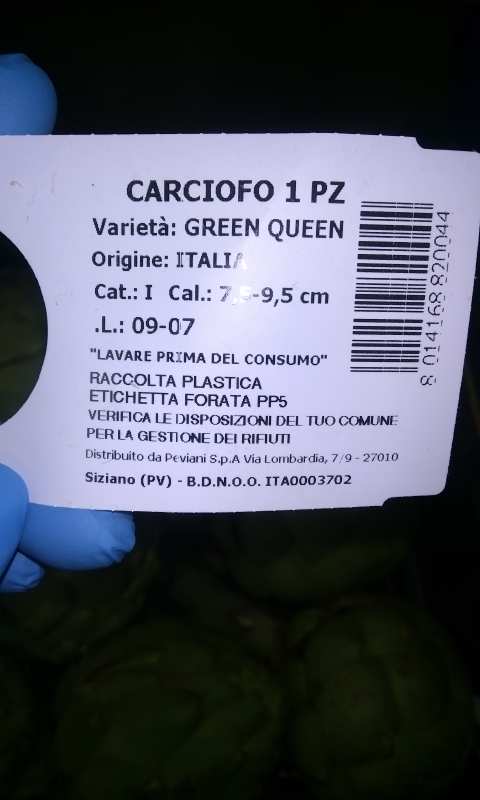 CARCIOFO 1 PZ
Varietà: GREEN QUEEN
Origine: ITALIA
Cat.: I Cal.: 7,5-9,5 cm
.L.: 09-07
"LAVARE PRIMA DEL CONSUMO"
RACCOLTA PLASTICA
ETICHETTA FORATA PP5
VERIFICA LE DISPOSIZIONI DEL TUO COMUNE
PER LA GESTIONE DEI RIFIUTI
Distribuito da Peviani S.p.A Via Lombardia, 7/9 - 27010
Siziano (PV) - B.D.N.O.O. ITA0003702
8 014168 820044